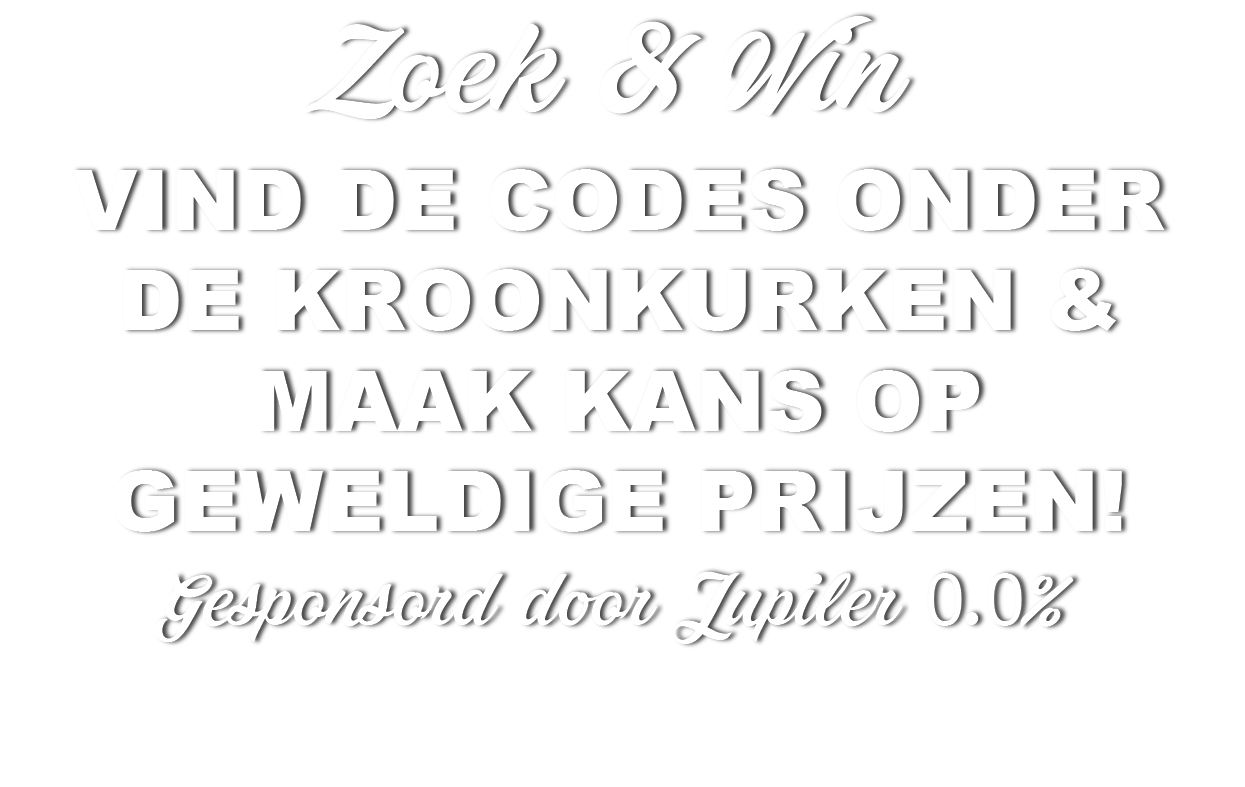 Zoek & Win
VIND DE CODES ONDER
DE KROONKURKEN &
MAAK KANS OP
GEWELDIGE PRIJZEN!
Gesponsord door Jupiler 0.0%